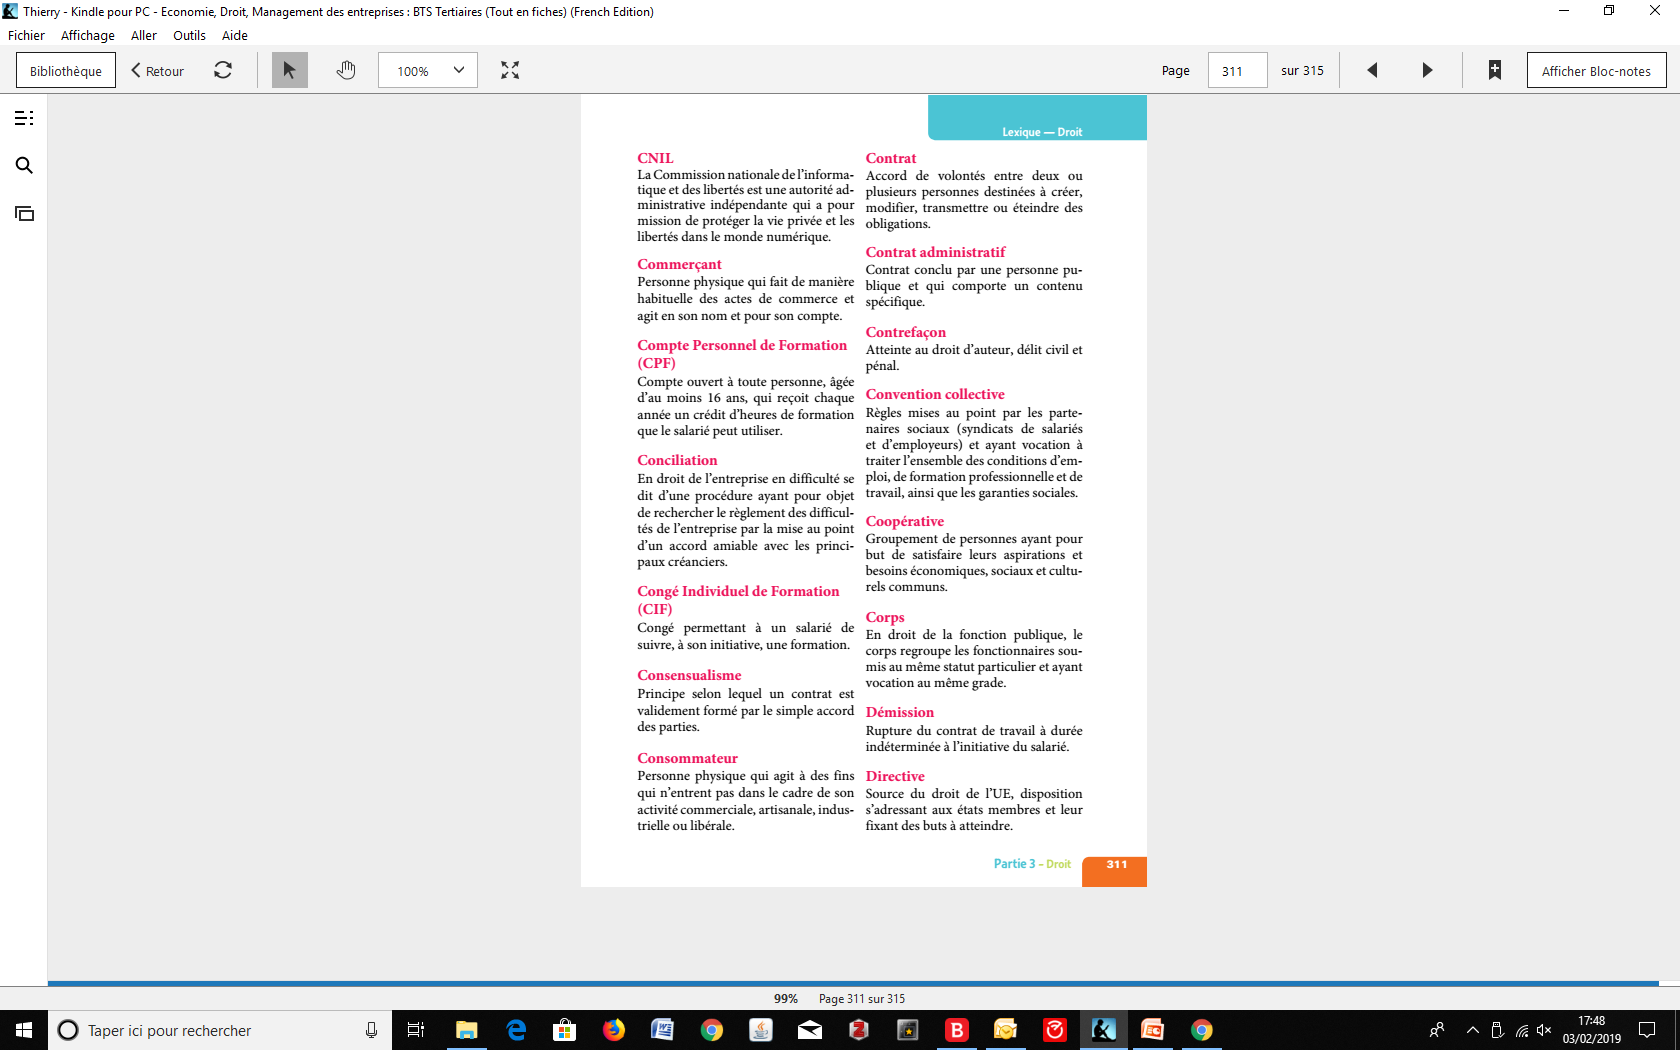 Thierry - Kindle pour PC - Economie, Droit, Management des entreprises : BTS Tertiaires (Tout en fiches) (French Edition)
Fichier Affichage Aller Outils Aide
Bibliothèque Retour 100% Page 311 sur 315 Afficher Bloc-notes
Lexique — Droit
CNIL
La Commission nationale de l'informa-
tique et des libertés est une autorité ad-
ministrative indépendante qui a pour
mission de protéger la vie privée et les
libertés dans le monde numérique.
Commerçant
Personne physique qui fait de manière
habituelle des actes de commerce et
agit en son nom et pour son compte.
Compte Personnel de Formation
(CPF)
Compte ouvert à toute personne, âgée
d'au moins 16 ans, qui reçoit chaque
année un crédit d'heures de formation
que le salarié peut utiliser.
Conciliation
En droit de l'entreprise en difficulté se
dit d'une procédure ayant pour objet
de rechercher le règlement des difficul-
tés de l'entreprise par la mise au point
d'un accord amiable avec les princi-
paux créanciers.
Congé Individuel de Formation
(CIF)
Congé permettant à un salarié de
suivre, à son initiative, une formation.
Consensualisme
Principe selon lequel un contrat est
validement formé par le simple accord
des parties.
Consommateur
Personne physique qui agit à des fins
qui n'entrent pas dans le cadre de son
activité commerciale, artisanale, indus-
trielle ou libérale.
Contrat
Accord de volontés entre deux ou
plusieurs personnes destinées à créer,
modifier, transmettre ou éteindre des
obligations.
Contrat administratif
Contrat conclu par une personne pu-
blique et qui comporte un contenu
spécifique.
Contrefaçon
Atteinte au droit d'auteur, délit civil et
pénal.
Convention collective
Règles mises au point par les parte-
naires sociaux (syndicats de salariés
et d'employeurs) et ayant vocation à
traiter l'ensemble des conditions d'em-
ploi, de formation professionnelle et de
travail, ainsi que les garanties sociales.
Coopérative
Groupement de personnes ayant pour
but de satisfaire leurs aspirations et
besoins économiques, sociaux et cultu-
rels communs.
Corps
En droit de la fonction publique, le
corps regroupe les fonctionnaires sou-
mis au même statut particulier et ayant
vocation au même grade.
Démission
Rupture du contrat de travail à durée
indéterminée à l'initiative du salarié.
Directive
Source du droit de l'UE, disposition
s'adressant aux états membres et leur
fixant des buts à atteindre.
Partie 3 – Droit 311
99% Page 311 sur 315
Taper ici pour rechercher
17:48
03/02/2019